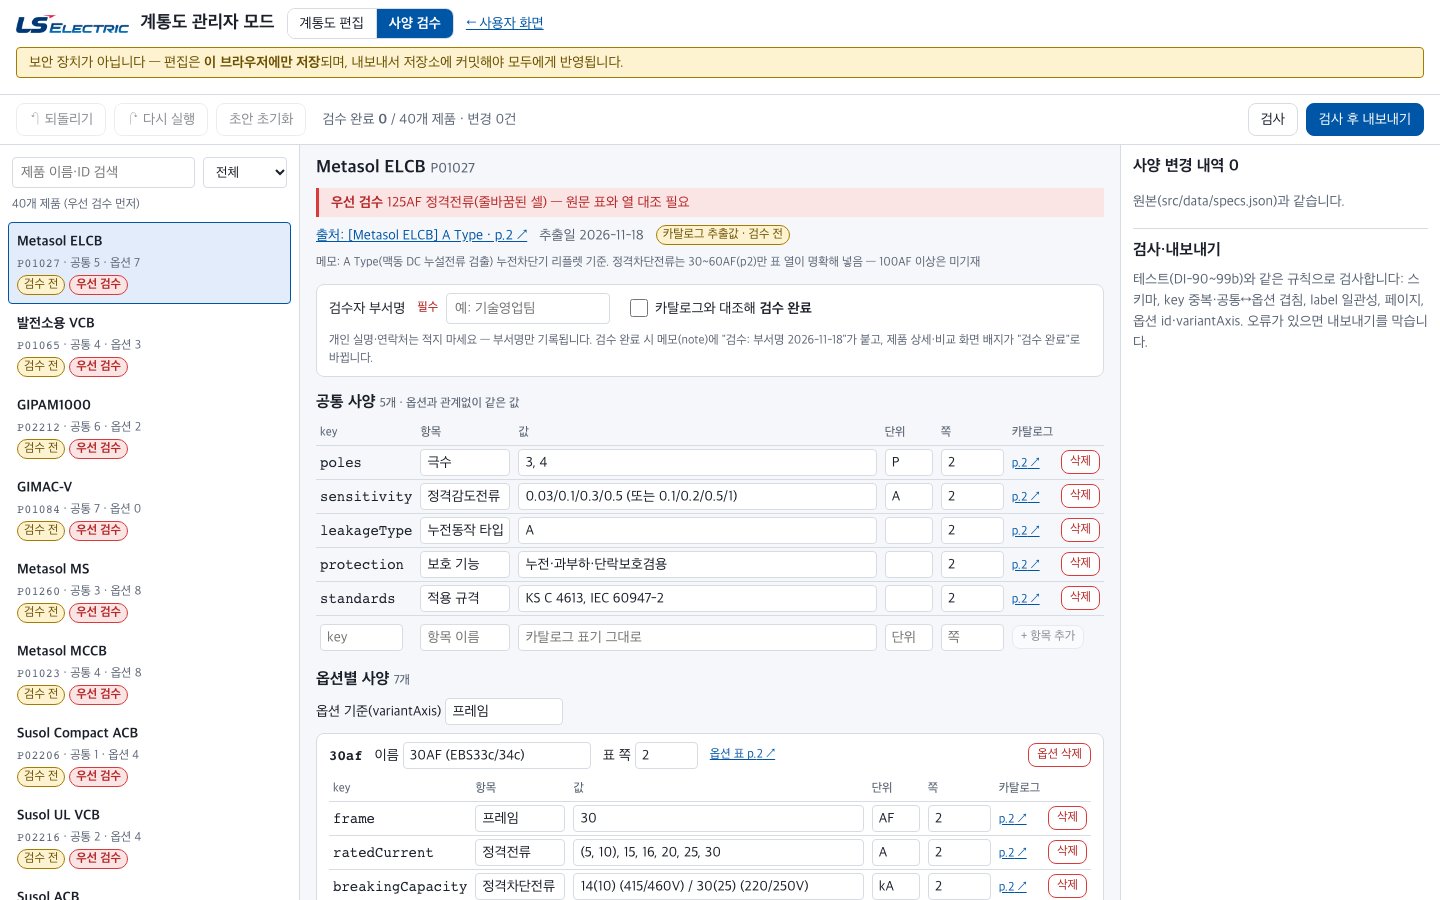 LS ELECTRIC 계통도 관리자 모드 계통도 편집 사양 검수 ← 사용자 화면
보안 장치가 아닙니다 — 편집은 이 브라우저에만 저장되며, 내보내서 저장소에 커밋해야 모두에게 반영됩니다.
되돌리기 다시 실행 초안 초기화 검수 완료 0 / 40개 제품 · 변경 0건 검사 검사 후 내보내기
제품 이름·ID 검색 전체
40개 제품 (우선 검수 먼저)
Metasol ELCB
P01027 · 공통 5 · 옵션 7
검수 전 우선 검수
발전소용 VCB
P01065 · 공통 4 · 옵션 3
검수 전 우선 검수
GIPAM1000
P02212 · 공통 6 · 옵션 2
검수 전 우선 검수
GIMAC-V
P01084 · 공통 7 · 옵션 0
검수 전 우선 검수
Metasol MS
P01260 · 공통 3 · 옵션 8
검수 전 우선 검수
Metasol MCCB
P01023 · 공통 4 · 옵션 8
검수 전 우선 검수
Susol Compact ACB
P02206 · 공통 1 · 옵션 4
검수 전 우선 검수
Susol UL VCB
P02216 · 공통 2 · 옵션 4
검수 전 우선 검수
Susol ACB
Metasol ELCB P01027
우선 검수 125AF 정격전류(줄바꿈된 셀) — 원문 표와 열 대조 필요
출처: [Metasol ELCB] A Type · p.2 ↗ 추출일 2026-11-18 카탈로그 추출값 · 검수 전
메모: A Type(맥동 DC 누설전류 검출) 누전차단기 리플렛 기준. 정격차단전류는 30~60AF(p2)만 표 열이 명확해 넣음 — 100AF 이상은 미기재
검수자 부서명 필수 예: 기술영업팀 카탈로그와 대조해 검수 완료
개인 실명·연락처는 적지 마세요 — 부서명만 기록됩니다. 검수 완료 시 메모(note)에 "검수: 부서명 2026-11-18"가 붙고, 제품 상세·비교 화면 배지가 "검수 완료"로
바뀝니다.
공통 사양 5개 · 옵션과 관계없이 같은 값
key 항목 값 단위 쪽 카탈로그
poles 극수 3, 4 P 2 p.2 ↗ 삭제
sensitivity 정격감도전류 0.03/0.1/0.3/0.5 (또는 0.1/0.2/0.5/1) A 2 p.2 ↗ 삭제
leakageType 누전동작 타입 A 2 p.2 ↗ 삭제
protection 보호 기능 누전·과부하·단락보호겸용 2 p.2 ↗ 삭제
standards 적용 규격 KS C 4613, IEC 60947-2 2 p.2 ↗ 삭제
key 항목 이름 카탈로그 표기 그대로 단위 쪽 + 항목 추가
옵션별 사양 7개
옵션 기준(variantAxis) 프레임
30af 이름 30AF (EBS33c/34c) 표 쪽 2 옵션 표 p.2 ↗ 옵션 삭제
key 항목 값 단위 쪽 카탈로그
frame 프레임 30 AF 2 p.2 ↗ 삭제
ratedCurrent 정격전류 (5, 10), 15, 16, 20, 25, 30 A 2 p.2 ↗ 삭제
breakingCapacity 정격차단전류 14(10) (415/460V) / 30(25) (220/250V) kA 2 p.2 ↗ 삭제
사양 변경 내역 0
원본(src/data/specs.json)과 같습니다.
검사·내보내기
테스트(DI-90~99b)와 같은 규칙으로 검사합니다: 스
키마, key 중복·공통↔옵션 겹침, label 일관성, 페이지,
옵션 id·variantAxis. 오류가 있으면 내보내기를 막습니
다.